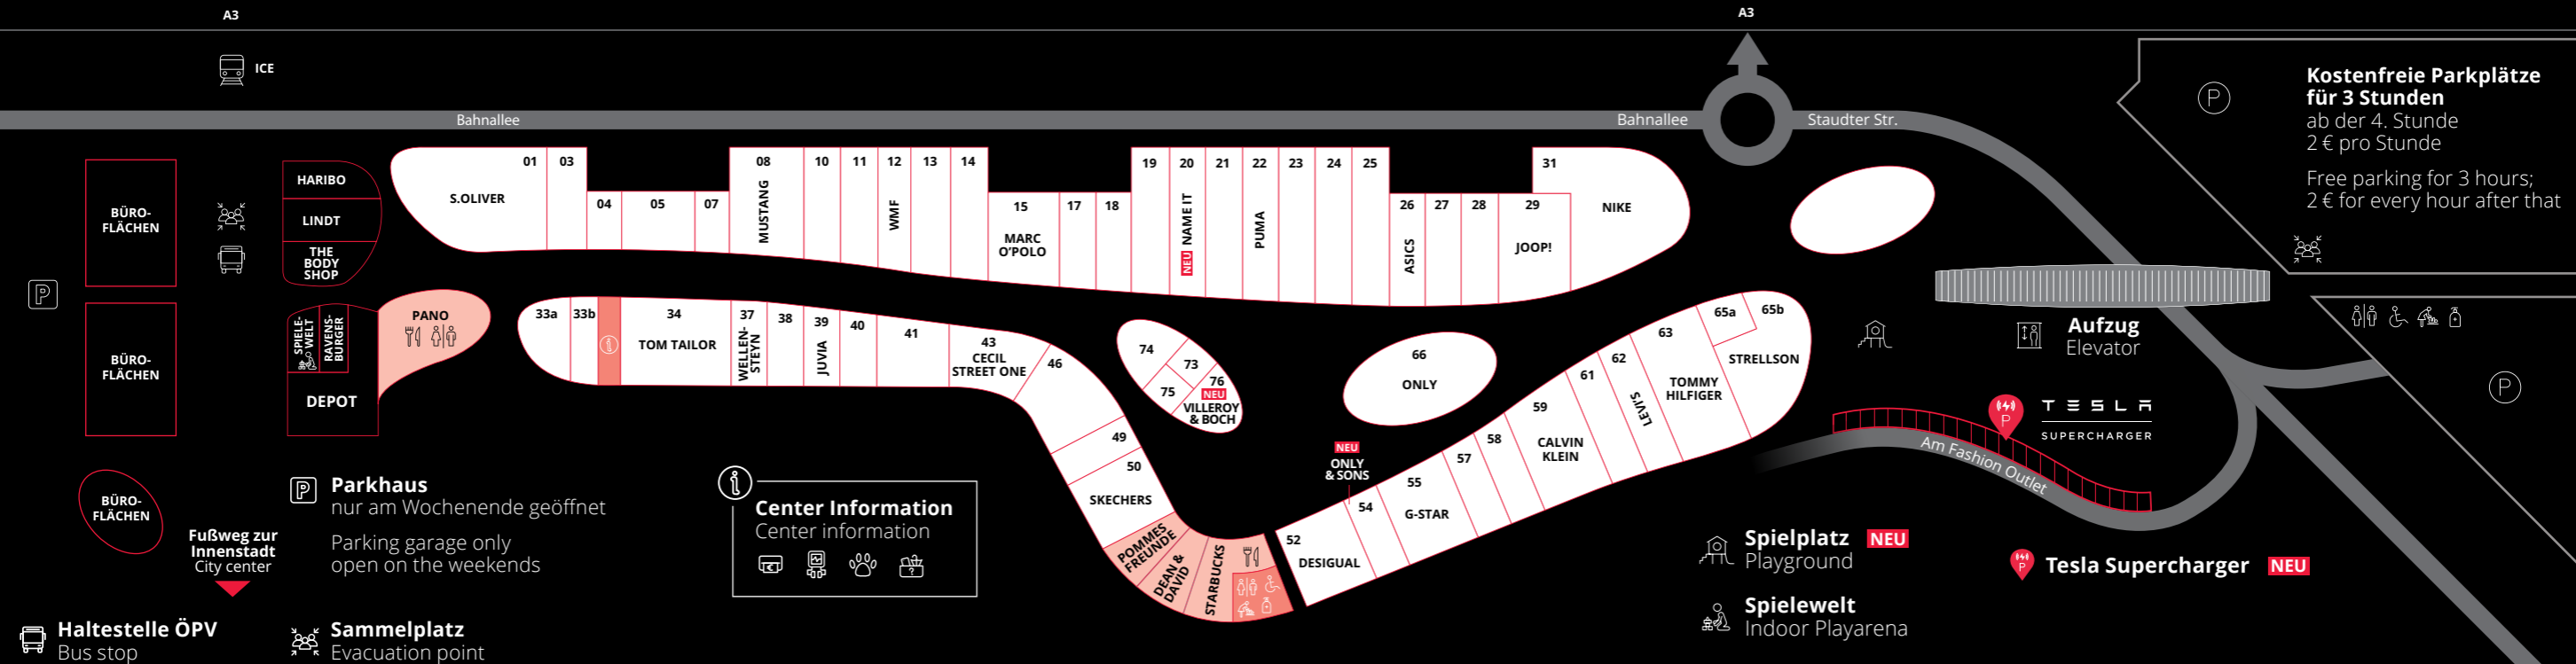 A3
A3
ICE
Bahnallee
Bahnallee
Staudter Str.
Kostenfreie Parkplätze
für 3 Stunden
ab der 4. Stunde
2 € pro Stunde
Free parking for 3 hours;
2 € for every hour after that
P
P
P
BÜRO-
FLÄCHEN
BÜRO-
FLÄCHEN
BÜRO-
FLÄCHEN
HARIBO
LINDT
THE
BODY
SHOP
SPIELE-
WELT
RAVENS-
BURGER
DEPOT
PANO
01
S.OLIVER
03
04
05
07
08
MUSTANG
10
11
12
WMF
13
14
15
MARC
O'POLO
17
18
19
20
NEU NAME IT
21
22
PUMA
23
24
25
26
ASICS
27
28
29
JOOP!
31
NIKE
33a
33b
i
34
TOM TAILOR
37
WELLEN-
STEYN
38
39
JUVIA
40
41
43
CECIL
STREET ONE
46
49
50
SKECHERS
POMMES
FREUNDE
DEAN &
DAVID
STARBUCKS
52
DESIGUAL
NEU
ONLY
& SONS
54
55
G-STAR
57
58
59
CALVIN
KLEIN
61
62
LEVI'S
63
TOMMY
HILFIGER
65a
65b
STRELLSON
66
ONLY
74
73
75
76
NEU
VILLEROY
& BOCH
Aufzug
Elevator
P
TESLA
SUPERCHARGER
Am Fashion Outlet
P
Parkhaus
nur am Wochenende geöffnet
Parking garage only
open on the weekends
Fußweg zur
Innenstadt
City center
i
Center Information
Center information
Spielplatz NEU
Playground
P
Tesla Supercharger NEU
Spielewelt
Indoor Playarena
Haltestelle ÖPV
Bus stop
Sammelplatz
Evacuation point